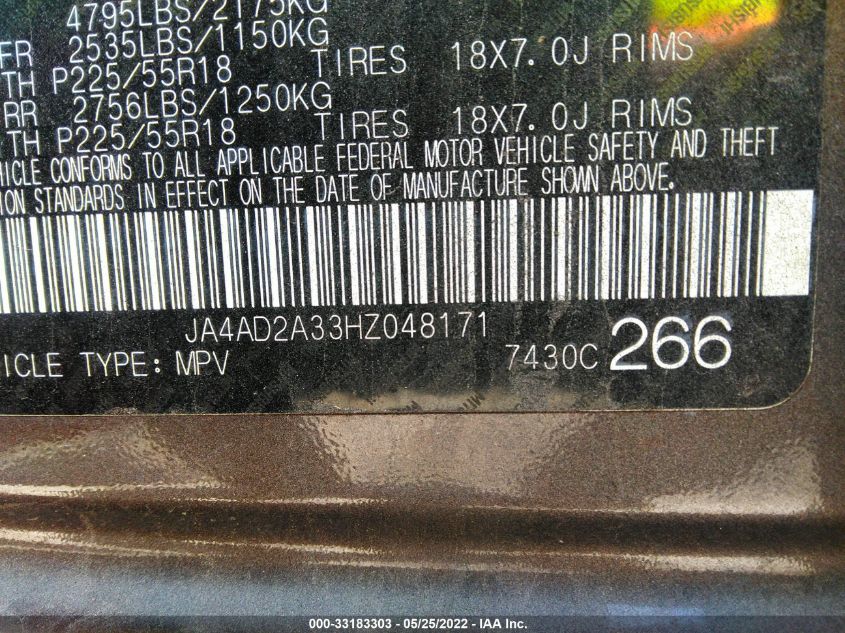 4795LBS/2175KG
FR 2535LBS/1150KG
TH P225/55R18 TIRES 18X7.0J RIMS
RR 2756LBS/1250KG
TH P225/55R18 TIRES 18X7.0J RIMS
HICLE CONFORMS TO ALL APPLICABLE FEDERAL MOTOR VEHICLE SAFETY AND THEFT
ION STANDARDS IN EFFECT ON THE DATE OF MANUFACTURE SHOWN ABOVE.
JA4AD2A33HZ048171
ICLE TYPE: MPV 7430C 266
000-33183303 - 05/25/2022 - IAA Inc.